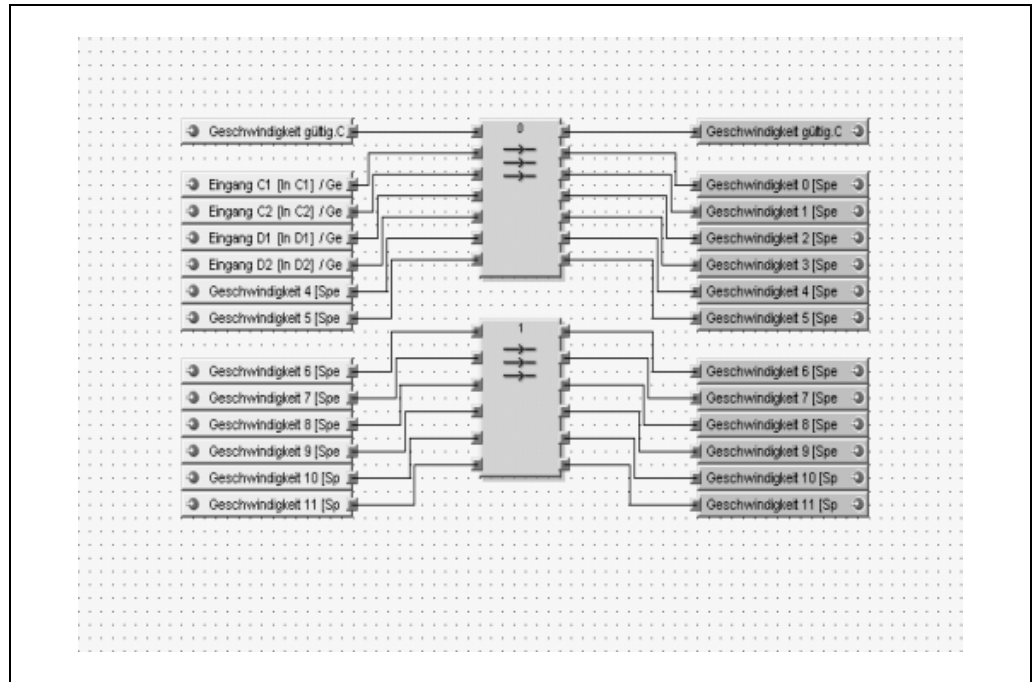 Geschwindigkeit gültig.C
Eingang C1 [In C1] / Ge
Eingang C2 [In C2] / Ge
Eingang D1 [In D1] / Ge
Eingang D2 [In D2] / Ge
Geschwindigkeit 4 [Spe
Geschwindigkeit 5 [Spe
Geschwindigkeit 6 [Spe
Geschwindigkeit 7 [Spe
Geschwindigkeit 8 [Spe
Geschwindigkeit 9 [Spe
Geschwindigkeit 10 [Sp
Geschwindigkeit 11 [Sp
0
1
Geschwindigkeit gültig.C
Geschwindigkeit 0 [Spe
Geschwindigkeit 1 [Spe
Geschwindigkeit 2 [Spe
Geschwindigkeit 3 [Spe
Geschwindigkeit 4 [Spe
Geschwindigkeit 5 [Spe
Geschwindigkeit 6 [Spe
Geschwindigkeit 7 [Spe
Geschwindigkeit 8 [Spe
Geschwindigkeit 9 [Spe
Geschwindigkeit 10 [Sp
Geschwindigkeit 11 [Sp